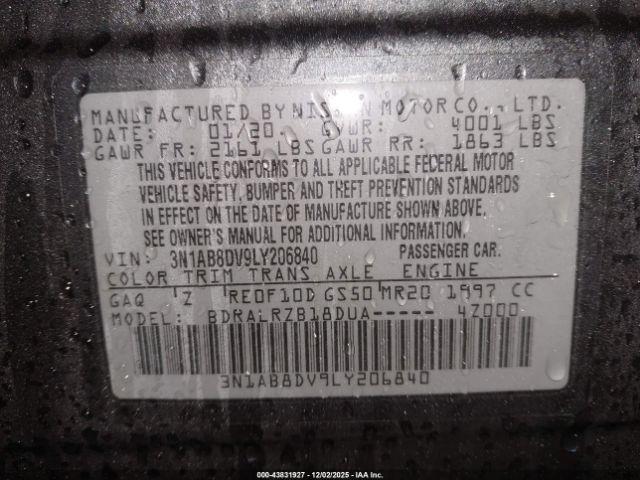 MANUFACTURED BY NISSAN MOTOR CO., LTD.
DATE: 01/20 GVWR: 4001 LBS
GAWR FR: 2161 LBS GAWR RR: 1863 LBS
THIS VEHICLE CONFORMS TO ALL APPLICABLE FEDERAL MOTOR
VEHICLE SAFETY, BUMPER AND THEFT PREVENTION STANDARDS
IN EFFECT ON THE DATE OF MANUFACTURE SHOWN ABOVE.
SEE OWNER'S MANUAL FOR ADDITIONAL INFORMATION.
VIN: 3N1AB8DV9LY206840 PASSENGER CAR.
COLOR TRIM TRANS AXLE ENGINE
GAQ Z RE0F10D GS50 MR20 1997 CC
MODEL: BDRALRZB18DUA----- 4Z000
3N1AB8DV9LY206840
000-43831927 - 12/02/2025 - IAA Inc.